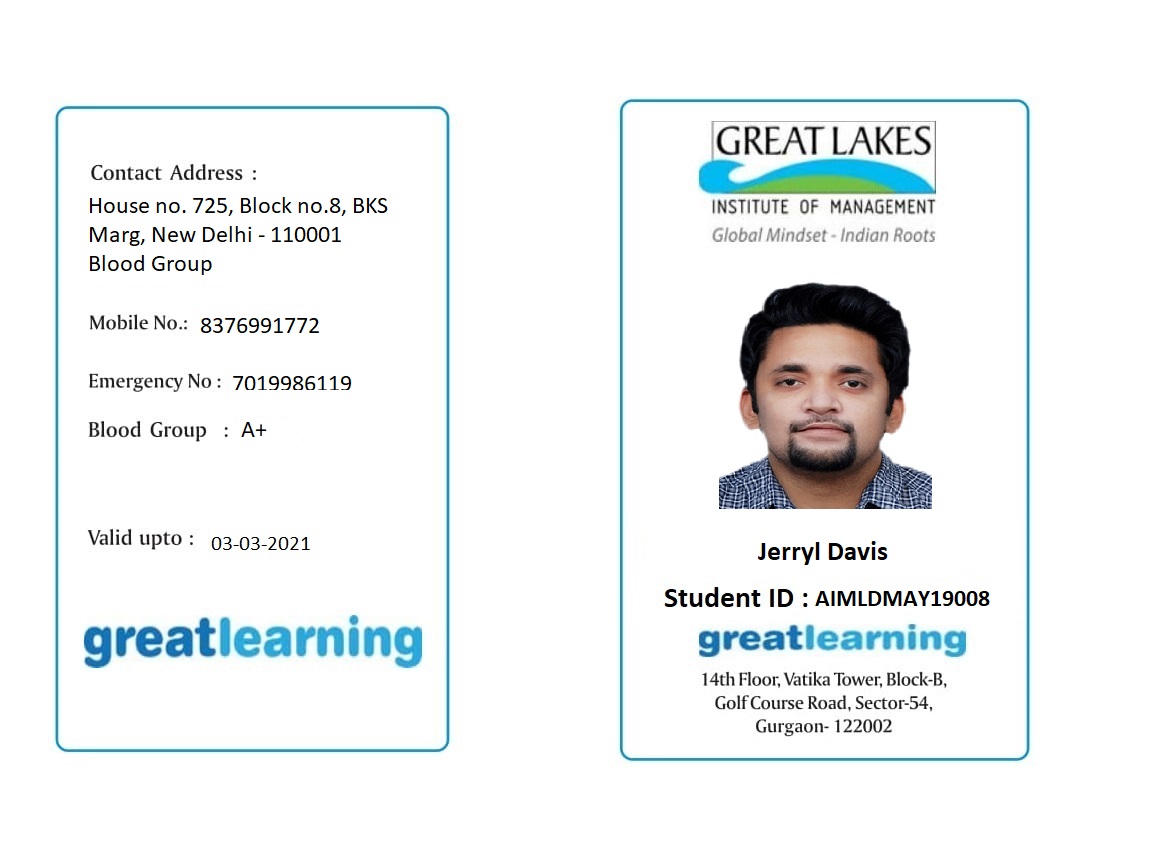 Contact Address :
House no. 725, Block no.8, BKS
Marg, New Delhi - 110001
Blood Group
Mobile No.: 8376991772
Emergency No : 7019986119
Blood Group : A+
Valid upto : 03-03-2021
greatlearning
GREAT LAKES
INSTITUTE OF MANAGEMENT
Global Mindset - Indian Roots
Jerryl Davis
Student ID : AIMLDMAY19008
greatlearning
14th Floor, Vatika Tower, Block-B,
Golf Course Road, Sector-54,
Gurgaon- 122002